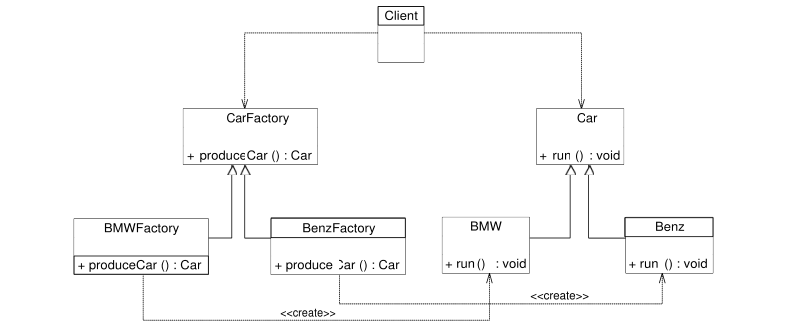 Client
CarFactory
+ produceCar () : Car
Car
+ run () : void
BMWFactory
+ produceCar () : Car
BenzFactory
+ produce Car () : Car
BMW
+ run () : void
Benz
+ run () : void
<<create>>
<<create>>